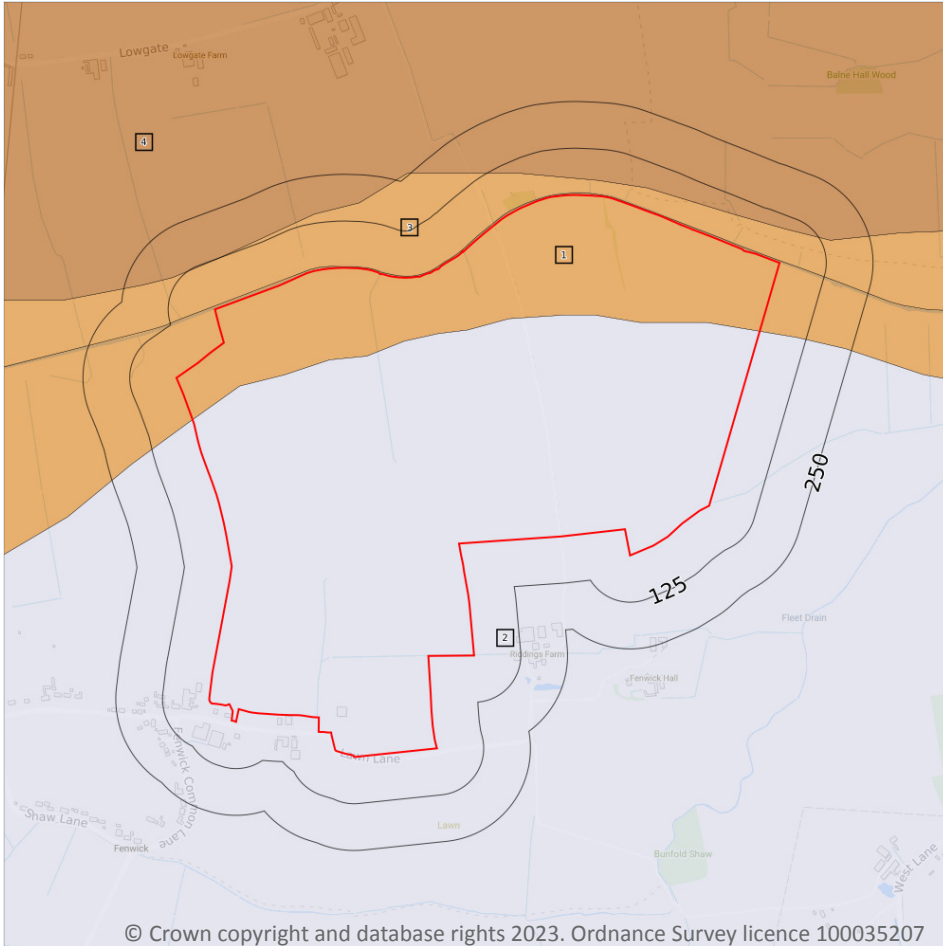 Lowgate
Lowgate Farm
Balne Hall Wood
4
3
1
250
125
2
Riddings Farm
Fleet Drain
Fenwick Hall
Fenwick Common Lane
Lawn Lane
Shaw Lane
Fenwick
Lawn
Bunfold Shaw
West Lane
© Crown copyright and database rights 2023. Ordnance Survey licence 100035207